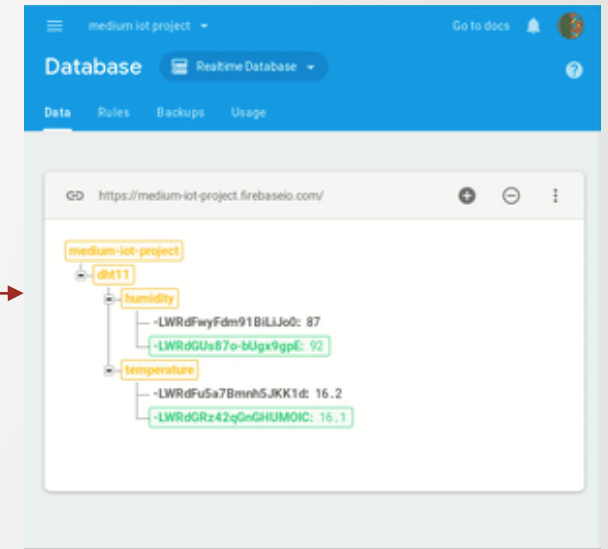 medium iot project
Go to docs
Database
Realtime Database
Data Rules Backups Usage
https://medium-iot-project.firebaseio.com/
medium-iot-project
dht11
humidity
-LWRdFwyFdm91BiLiJo0: 87
-LWRdGUs87o-bUgx9gpE: 92
temperature
-LWRdFu5a7Bmnh5JKK1d: 16.2
-LWRdGRz42qGnGHUMOIC: 16.1